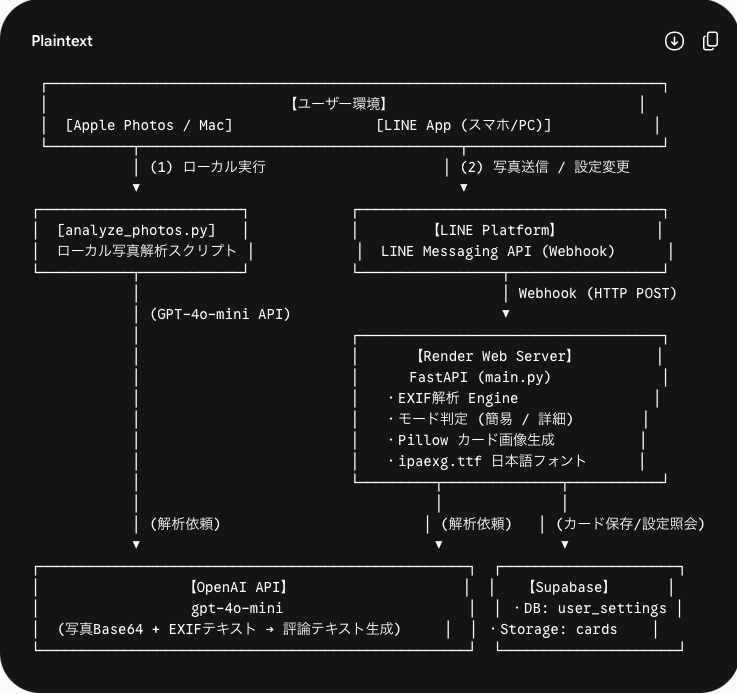 Plaintext
【ユーザー環境】
[Apple Photos / Mac] [LINE App (スマホ/PC)]
(1) ローカル実行 (2) 写真送信 / 設定変更
[analyze_photos.py] 【LINE Platform】
ローカル写真解析スクリプト LINE Messaging API (Webhook)
Webhook (HTTP POST)
(GPT-4o-mini API)
【Render Web Server】
FastAPI (main.py)
・EXIF解析 Engine
・モード判定 (簡易 / 詳細)
・Pillow カード画像生成
・ipaexg.ttf 日本語フォント
(解析依頼) (解析依頼) (カード保存/設定照会)
【OpenAI API】 【Supabase】
gpt-4o-mini ・DB: user_settings
(写真Base64 + EXIFテキスト → 評論テキスト生成) ・Storage: cards